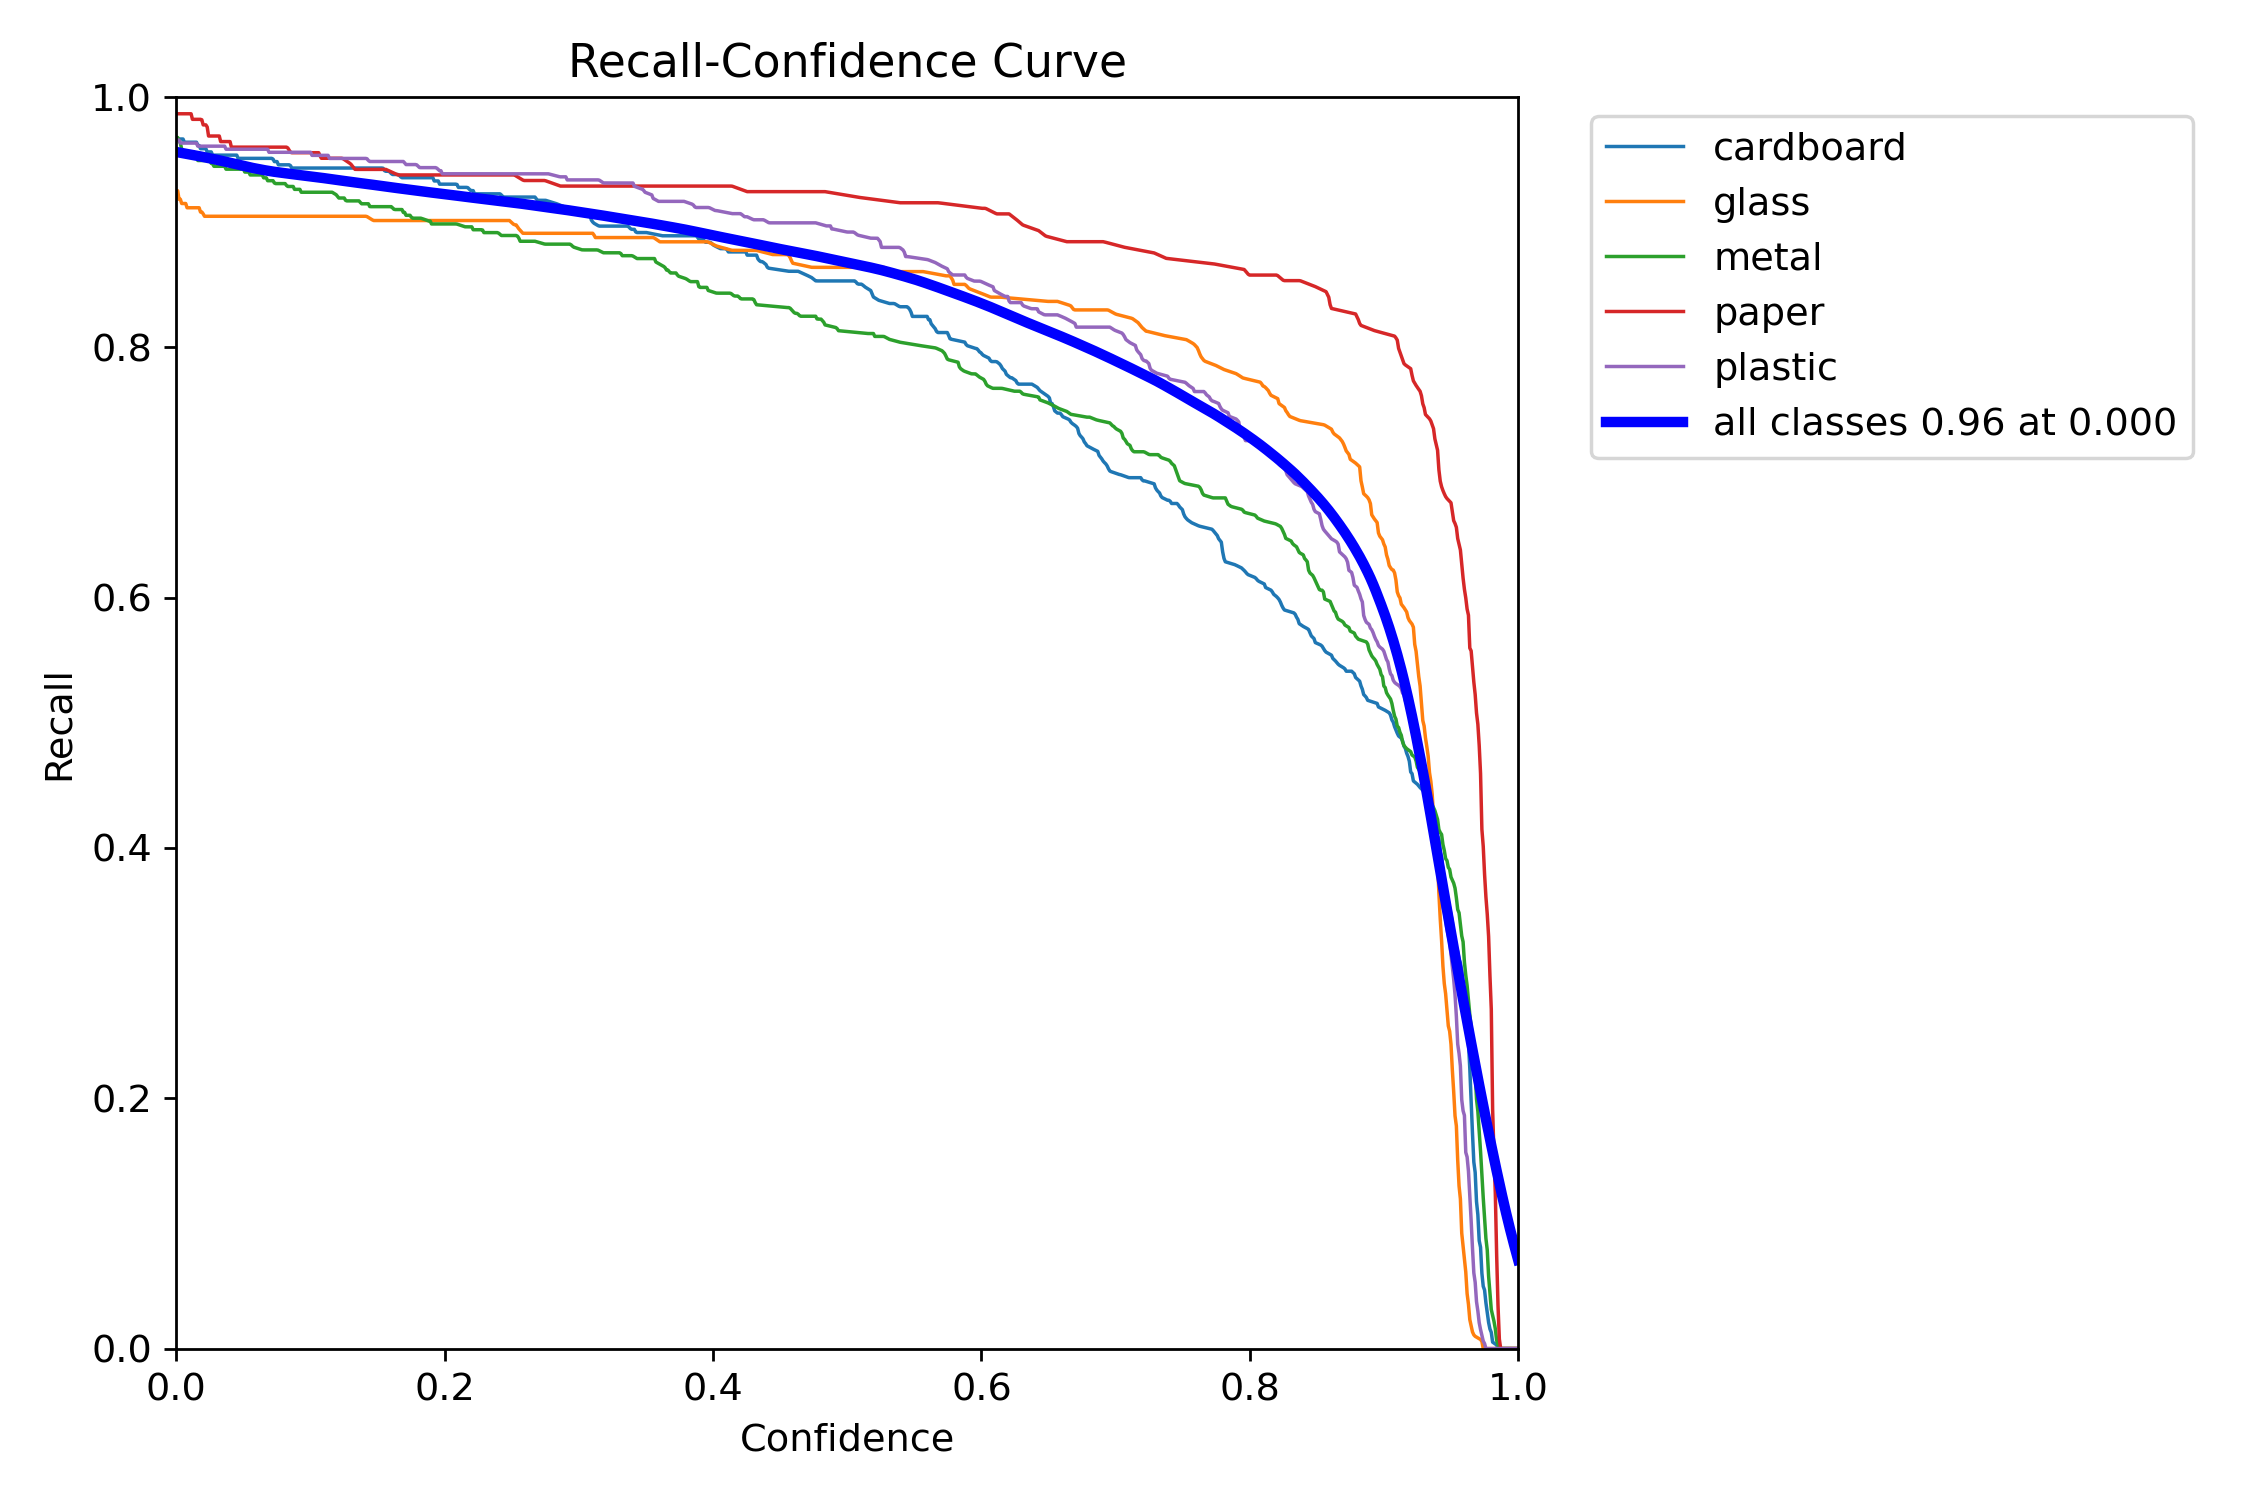 Recall-Confidence Curve
1.0
0.8
0.6
0.4
0.2
0.0
Recall
0.0 0.2 0.4 0.6 0.8 1.0
Confidence
cardboard
glass
metal
paper
plastic
all classes 0.96 at 0.000